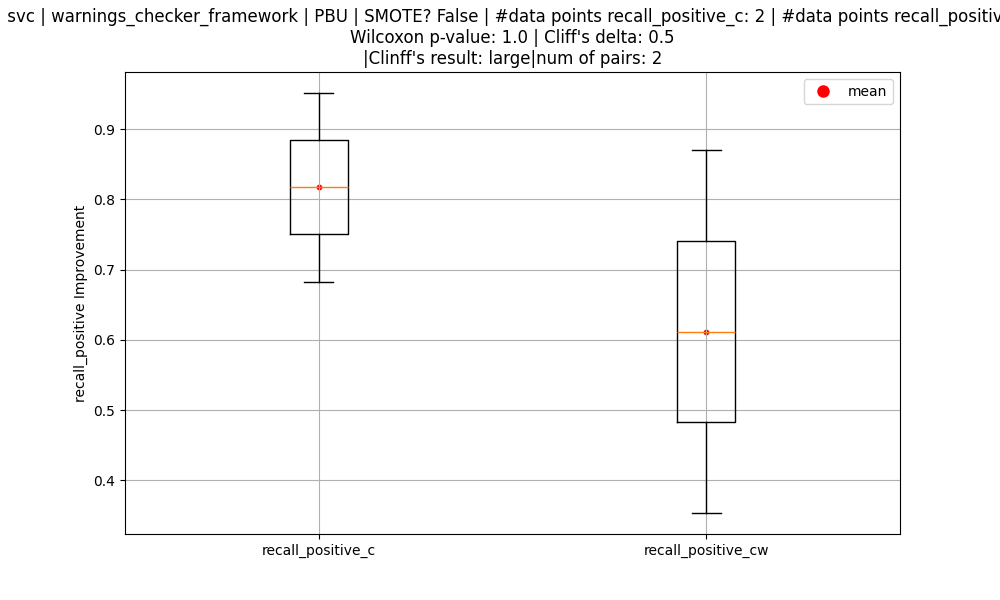 svc | warnings_checker_framework | PBU | SMOTE? False | #data points recall_positive_c: 2 | #data points recall_positiv
Wilcoxon p-value: 1.0 | Cliff's delta: 0.5
|Clinff's result: large|num of pairs: 2
mean
0.9
0.8
0.7
0.6
0.5
0.4
recall_positive Improvement
recall_positive_c
recall_positive_cw